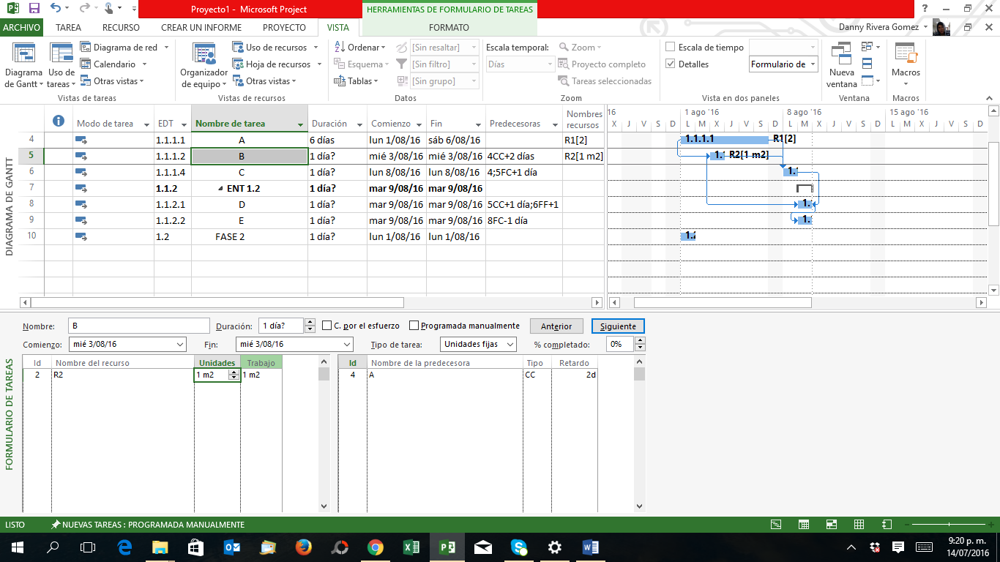 Proyecto1 - Microsoft Project
HERRAMIENTAS DE FORMULARIO DE TAREAS
ARCHIVO TAREA RECURSO CREAR UN INFORME PROYECTO VISTA FORMATO Danny Rivera Gomez
Diagrama de Gantt
Uso de tareas
Diagrama de red
Calendario
Otras vistas
Vistas de tareas
Organizador de equipo
Uso de recursos
Hoja de recursos
Otras vistas
Vistas de recursos
Ordenar
Esquema
Tablas
[Sin resaltar]
[Sin filtro]
[Sin grupo]
Datos
Escala temporal:
Días
Zoom
Proyecto completo
Tareas seleccionadas
Zoom
Escala de tiempo
Detalles Formulario de
Vista en dos paneles
Nueva ventana
Ventana
Macros
Macros
DIAGRAMA DE GANTT
Modo de tarea EDT Nombre de tarea Duración Comienzo Fin Predecesoras Nombres recursos
4 1.1.1.1 A 6 días lun 1/08/16 sáb 6/08/16 R1[2]
5 1.1.1.2 B 1 día? mié 3/08/16 mié 3/08/16 4CC+2 días R2[1 m2]
6 1.1.1.4 C 1 día? lun 8/08/16 lun 8/08/16 4;5FC+1 día
7 1.1.2 ENT 1.2 1 día? mar 9/08/16 mar 9/08/16
8 1.1.2.1 D 1 día? mar 9/08/16 mar 9/08/16 5CC+1 día;6FF+1
9 1.1.2.2 E 1 día? mar 9/08/16 mar 9/08/16 8FC-1 día
10 1.2 FASE 2 1 día? lun 1/08/16 lun 1/08/16
16 1 ago '16 8 ago '16 15 ago '16
X J V S D L M X J V S D L M X J V S D L M X J V S D
1.1.1.1 R1[2]
1.1 R2[1 m2]
1.
1.
1.
1.2
FORMULARIO DE TAREAS
Nombre: B Duración: 1 día? C. por el esfuerzo Programada manualmente Anterior Siguiente
Comienzo: mié 3/08/16 Fin: mié 3/08/16 Tipo de tarea: Unidades fijas % completado: 0%
Id Nombre del recurso Unidades Trabajo
2 R2 1 m2 1 m2
Id Nombre de la predecesora Tipo Retardo
4 A CC 2d
LISTO NUEVAS TAREAS : PROGRAMADA MANUALMENTE
9:20 p. m.
14/07/2016